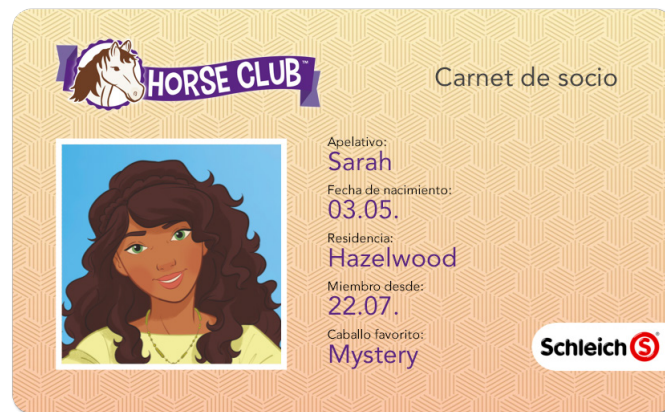 HORSE CLUB™
Carnet de socio
Apelativo:
Sarah
Fecha de nacimiento:
03.05.
Residencia:
Hazelwood
Miembro desde:
22.07.
Caballo favorito:
Mystery
Schleich S